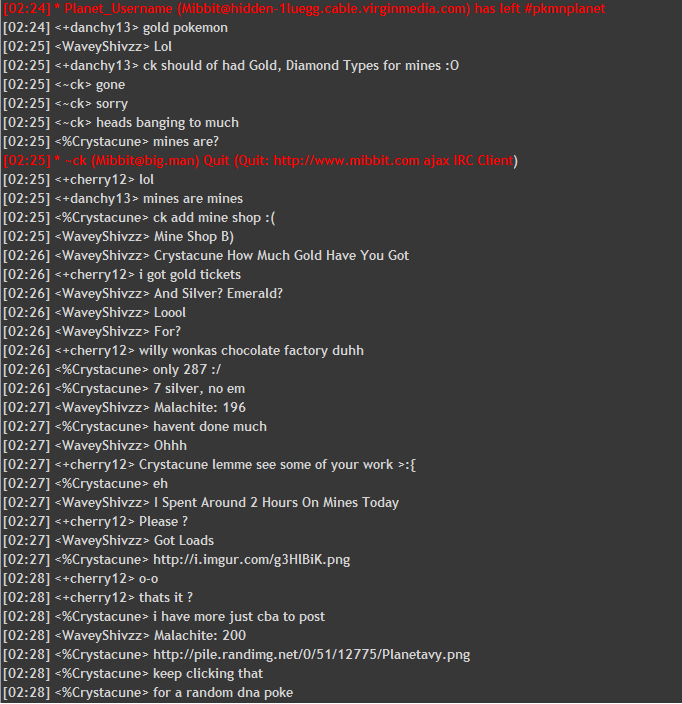 [02:24] * Planet_Username (Mibbit@hidden-1luegg.cable.virginmedia.com) has left #pkmnplanet
[02:24] <+danchy13> gold pokemon
[02:25] <WaveyShivzz> Lol
[02:25] <+danchy13> ck should of had Gold, Diamond Types for mines :O
[02:25] <~ck> gone
[02:25] <~ck> sorry
[02:25] <~ck> heads banging to much
[02:25] <%Crystacune> mines are?
[02:25] * ~ck (Mibbit@big.man) Quit (Quit: http://www.mibbit.com ajax IRC Client)
[02:25] <+cherry12> lol
[02:25] <+danchy13> mines are mines
[02:25] <%Crystacune> ck add mine shop :(
[02:25] <WaveyShivzz> Mine Shop B)
[02:26] <WaveyShivzz> Crystacune How Much Gold Have You Got
[02:26] <+cherry12> i got gold tickets
[02:26] <WaveyShivzz> And Silver? Emerald?
[02:26] <WaveyShivzz> Loool
[02:26] <WaveyShivzz> For?
[02:26] <+cherry12> willy wonkas chocolate factory duhh
[02:26] <%Crystacune> only 287 :/
[02:26] <%Crystacune> 7 silver, no em
[02:27] <WaveyShivzz> Malachite: 196
[02:27] <%Crystacune> havent done much
[02:27] <WaveyShivzz> Ohhh
[02:27] <+cherry12> Crystacune lemme see some of your work >:{
[02:27] <%Crystacune> eh
[02:27] <WaveyShivzz> I Spent Around 2 Hours On Mines Today
[02:27] <+cherry12> Please ?
[02:27] <WaveyShivzz> Got Loads
[02:27] <%Crystacune> http://i.imgur.com/g3HIBiK.png
[02:28] <+cherry12> o-o
[02:28] <+cherry12> thats it ?
[02:28] <%Crystacune> i have more just cba to post
[02:28] <WaveyShivzz> Malachite: 200
[02:28] <%Crystacune> http://pile.randimg.net/0/51/12775/Planetavy.png
[02:28] <%Crystacune> keep clicking that
[02:28] <%Crystacune> for a random dna poke